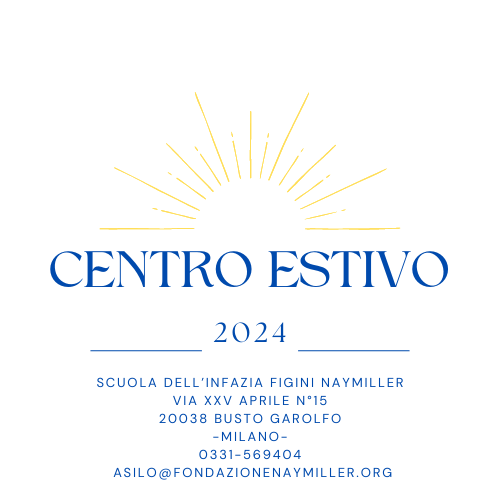 CENTRO ESTIVO
2024
SCUOLA DELL'INFAZIA FIGINI NAYMILLER
VIA XXV APRILE N°15
20038 BUSTO GAROLFO
-MILANO-
0331-569404
ASILO@FONDAZIONENAYMILLER.ORG